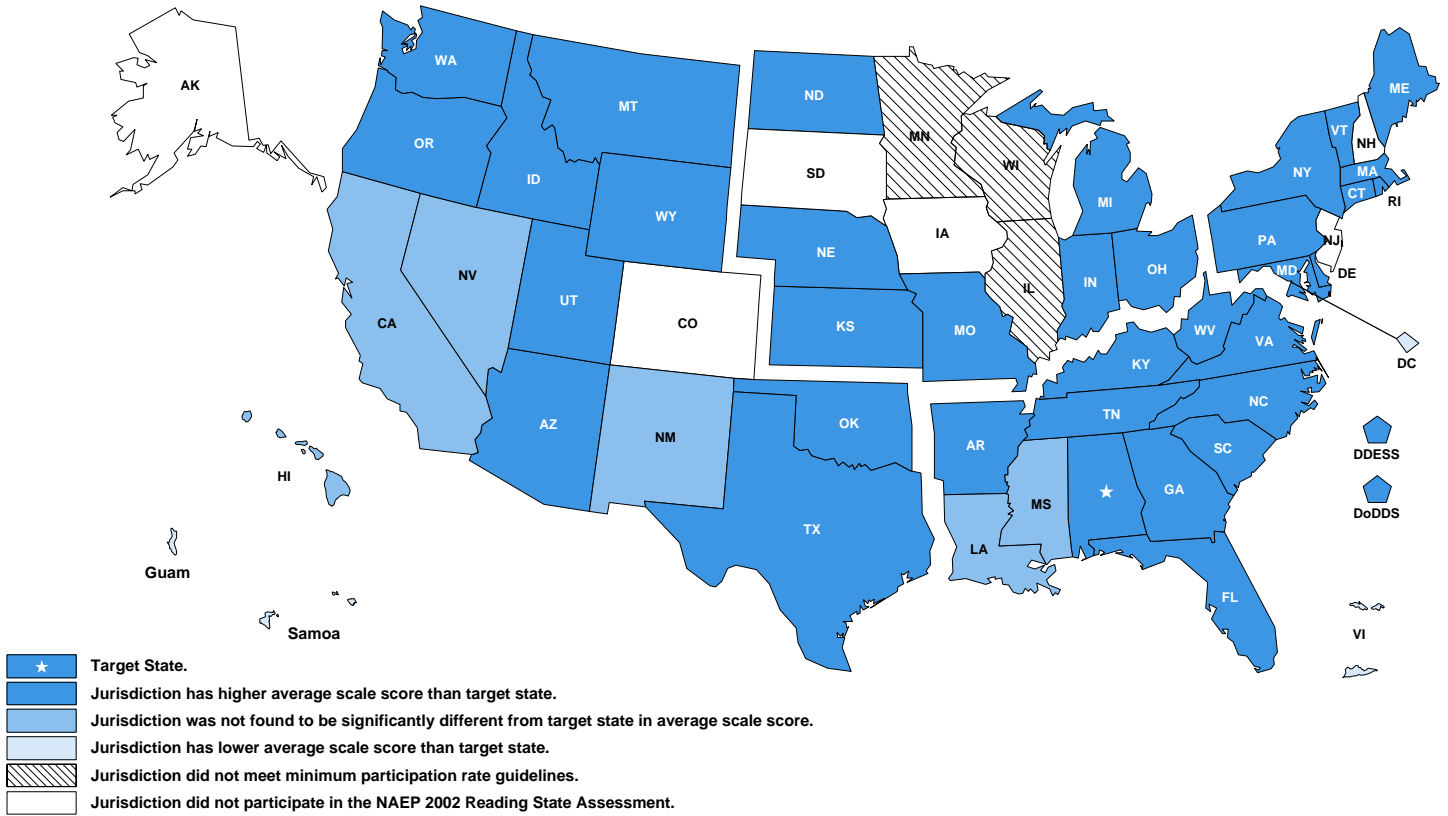 AK
WA
MT
ND
MN
ME
OR
ID
SD
WI
VT
NH
NY
MA
CT
RI
WY
MI
IA
PA
NJ
NE
IN
OH
MD
DE
NV
UT
IL
CA
CO
KS
MO
WV
VA
KY
DC
AZ
NM
OK
TN
NC
AR
SC
DDESS
HI
MS
GA
DoDDS
TX
LA
Guam
FL
Samoa
VI
Target State.
Jurisdiction has higher average scale score than target state.
Jurisdiction was not found to be significantly different from target state in average scale score.
Jurisdiction has lower average scale score than target state.
Jurisdiction did not meet minimum participation rate guidelines.
Jurisdiction did not participate in the NAEP 2002 Reading State Assessment.